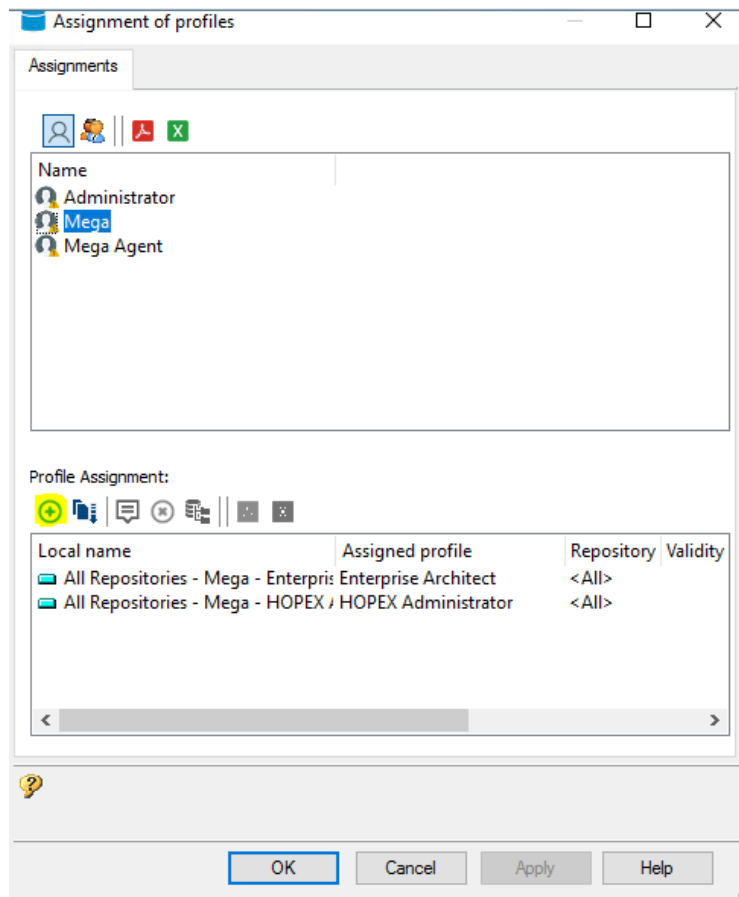 Assignment of profiles
Assignments
Name
Administrator
Mega
Mega Agent
Profile Assignment:
Local name Assigned profile Repository Validity
All Repositories - Mega - Enterpris Enterprise Architect <All>
All Repositories - Mega - HOPEX A HOPEX Administrator <All>
OK Cancel Apply Help